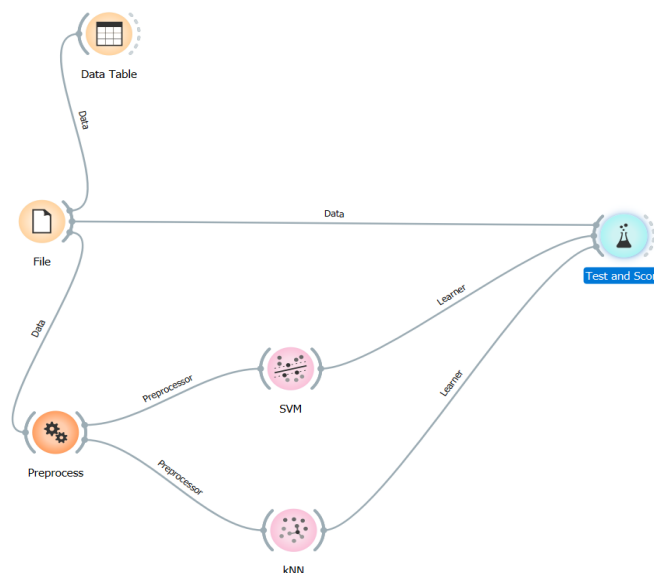 Data Table
Data
Data
File
Test and Scor
Data
Learner
Preprocessor
SVM
Learner
Preprocess
Preprocessor
kNN